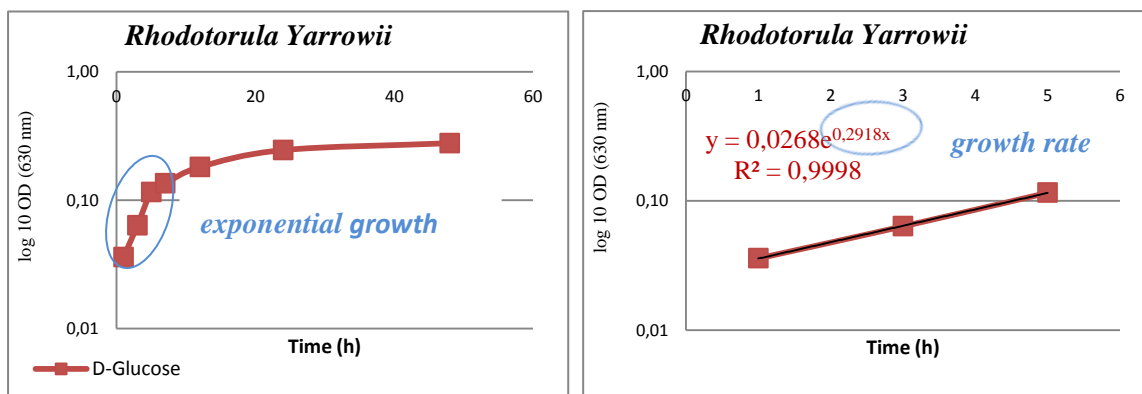 Rhodotorula Yarrowii
1,00
0 20 40 60
0,10
exponential growth
0,01
log 10 OD (630 nm)
Time (h)
D-Glucose
Rhodotorula Yarrowii
1,00
0 1 2 3 4 5 6
y = 0,0268e^0,2918x
R² = 0,9998
growth rate
0,10
0,01
log 10 OD (630 nm)
Time (h)